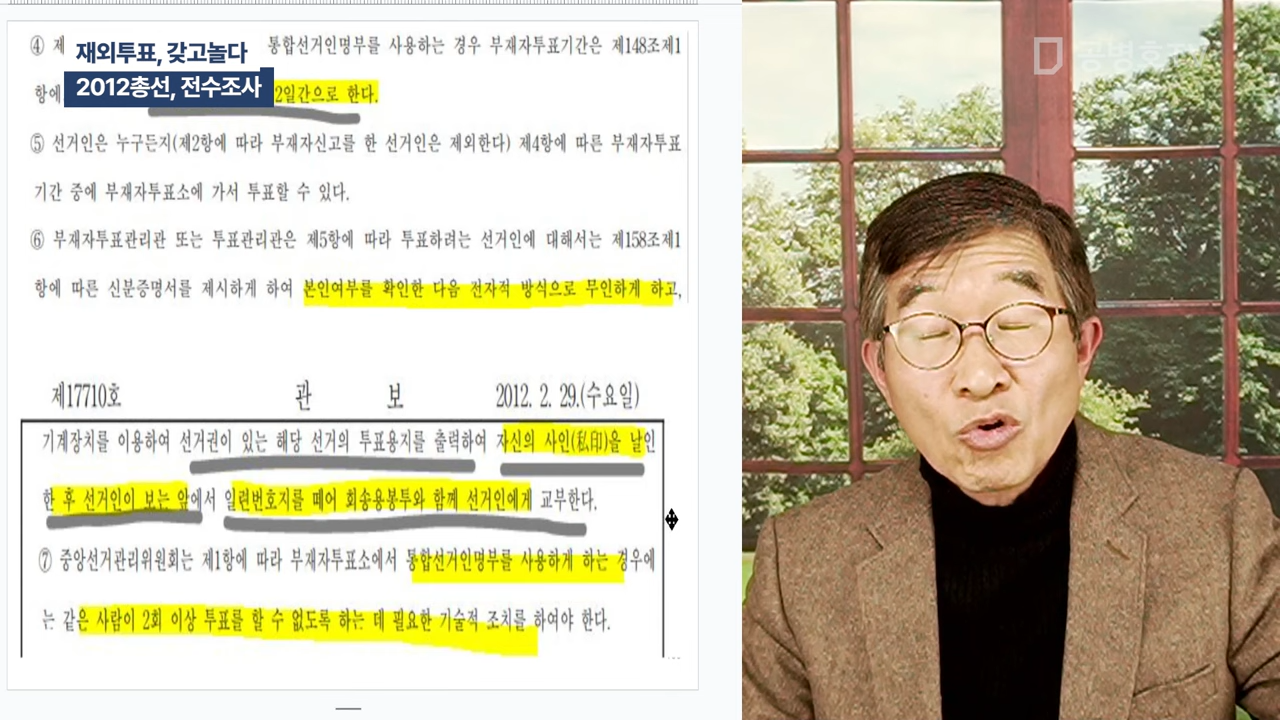 재외투표, 갖고놀다
2012총선, 전수조사
④ 제 통합선거인명부를 사용하는 경우 부재자투표기간은 제148조제1
항에 2일간으로 한다.
⑤ 선거인은 누구든지(제2항에 따라 부재자신고를 한 선거인은 제외한다) 제4항에 따른 부재자투표
기간 중에 부재자투표소에 가서 투표할 수 있다.
⑥ 부재자투표관리관 또는 투표관리관은 제5항에 따라 투표하려는 선거인에 대해서는 제158조제1
항에 따른 신분증명서를 제시하게 하여 본인여부를 확인한 다음 전자적 방식으로 무인하게 하고,
제17710호 관 보 2012. 2. 29.(수요일)
기계장치를 이용하여 선거권이 있는 해당 선거의 투표용지를 출력하여 자신의 사인(私印)을 날인
한 후 선거인이 보는 앞에서 일련번호지를 떼어 회송용봉투와 함께 선거인에게 교부한다.
⑦ 중앙선거관리위원회는 제1항에 따라 부재자투표소에서 통합선거인명부를 사용하게 하는 경우에
는 같은 사람이 2회 이상 투표를 할 수 없도록 하는 데 필요한 기술적 조치를 하여야 한다.
공병호